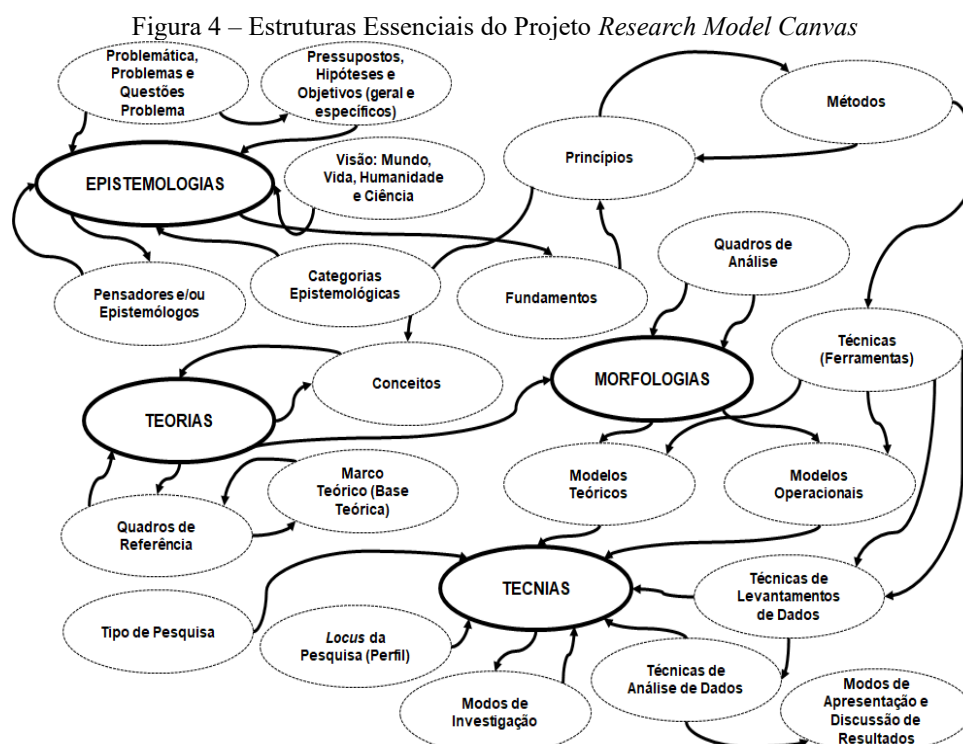 Figura 4 – Estruturas Essenciais do Projeto Research Model Canvas
Problemática,
Problemas e
Questões
Problema
Pressupostos,
Hipóteses e
Objetivos (geral e
específicos)
Métodos
Princípios
Visão: Mundo,
Vida, Humanidade
e Ciência
EPISTEMOLOGIAS
Quadros de
Análise
Pensadores e/ou
Epistemólogos
Categorias
Epistemológicas
Fundamentos
Técnicas
(Ferramentas)
Conceitos
MORFOLOGIAS
TEORIAS
Marco
Teórico (Base
Teórica)
Modelos
Teóricos
Modelos
Operacionais
Quadros de
Referência
TECNIAS
Técnicas de
Levantamentos
de Dados
Tipo de Pesquisa
Locus da
Pesquisa (Perfil)
Técnicas de
Análise de Dados
Modos de
Investigação
Modos de
Apresentação e
Discussão de
Resultados